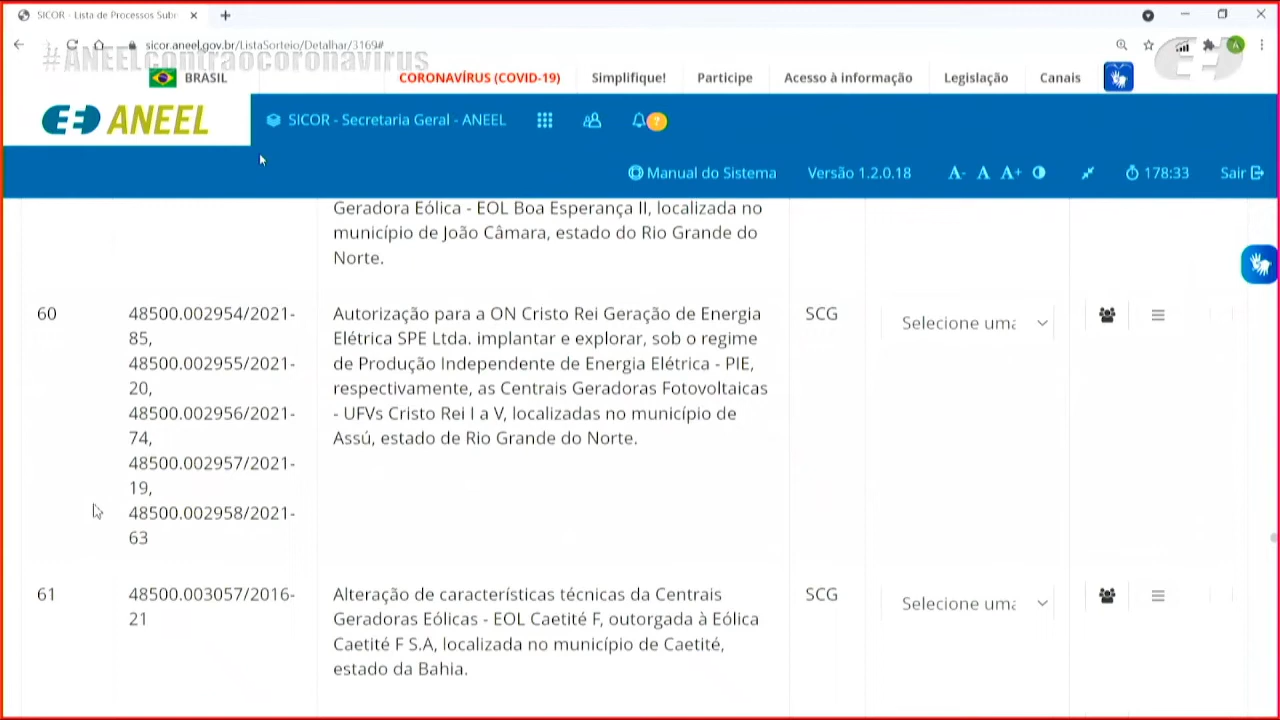 SICOR - Lista de Processos Subr
sicor.aneel.gov.br/ListaSorteio/Detalhar/3169#
A
#ANEELcontraocoronavírus
BRASIL
CORONAVÍRUS (COVID-19)
Simplifique!
Participe
Acesso à informação
Legislação
Canais
ANEEL
SICOR - Secretaria Geral - ANEEL
?
Manual do Sistema
Versão 1.2.0.18
A- A A+
178:33
Sair
Geradora Eólica - EOL Boa Esperança II, localizada no
município de João Câmara, estado do Rio Grande do
Norte.
60
48500.002954/2021-
85,
48500.002955/2021-
20,
48500.002956/2021-
74,
48500.002957/2021-
19,
48500.002958/2021-
63
Autorização para a ON Cristo Rei Geração de Energia
Elétrica SPE Ltda. implantar e explorar, sob o regime
de Produção Independente de Energia Elétrica - PIE,
respectivamente, as Centrais Geradoras Fotovoltaicas
- UFVs Cristo Rei I a V, localizadas no município de
Assú, estado de Rio Grande do Norte.
SCG
Selecione uma
61
48500.003057/2016-
21
Alteração de características técnicas da Centrais
Geradoras Eólicas - EOL Caetité F, outorgada à Eólica
Caetité F S.A, localizada no município de Caetité,
estado da Bahia.
SCG
Selecione uma